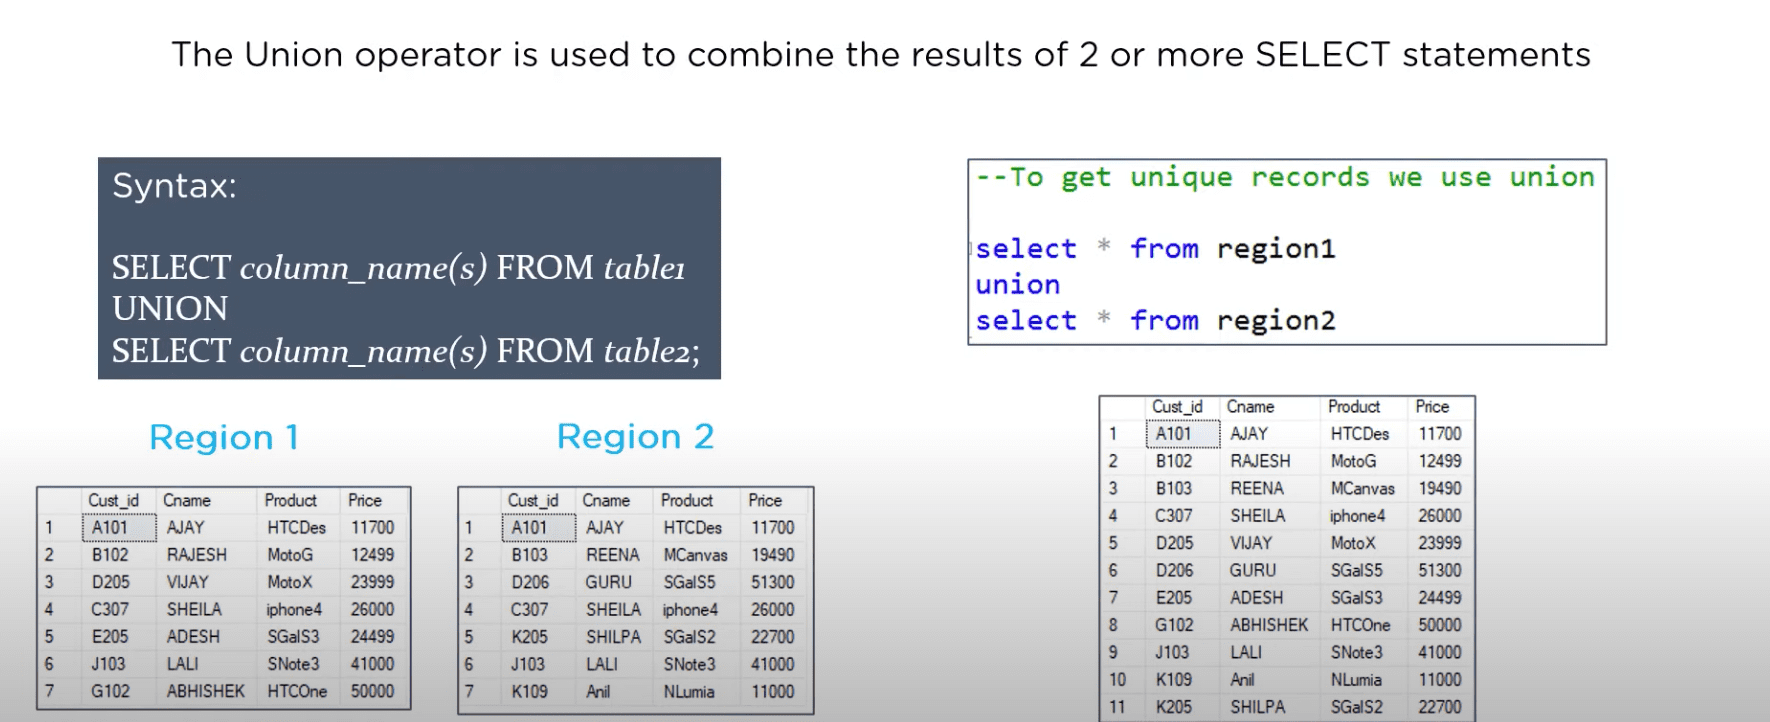 The Union operator is used to combine the results of 2 or more SELECT statements
Syntax:
SELECT column_name(s) FROM table1
UNION
SELECT column_name(s) FROM table2;
--To get unique records we use union
select * from region1
union
select * from region2
Region 1
Cust_id Cname Product Price
1 A101 AJAY HTCDes 11700
2 B102 RAJESH MotoG 12499
3 D205 VIJAY MotoX 23999
4 C307 SHEILA iphone4 26000
5 E205 ADESH SGalS3 24499
6 J103 LALI SNote3 41000
7 G102 ABHISHEK HTCOne 50000
Region 2
Cust_id Cname Product Price
1 A101 AJAY HTCDes 11700
2 B103 REENA MCanvas 19490
3 D206 GURU SGalS5 51300
4 C307 SHEILA iphone4 26000
5 K205 SHILPA SGalS2 22700
6 J103 LALI SNote3 41000
7 K109 Anil NLumia 11000
Cust_id Cname Product Price
1 A101 AJAY HTCDes 11700
2 B102 RAJESH MotoG 12499
3 B103 REENA MCanvas 19490
4 C307 SHEILA iphone4 26000
5 D205 VIJAY MotoX 23999
6 D206 GURU SGalS5 51300
7 E205 ADESH SGalS3 24499
8 G102 ABHISHEK HTCOne 50000
9 J103 LALI SNote3 41000
10 K109 Anil NLumia 11000
11 K205 SHILPA SGalS2 22700